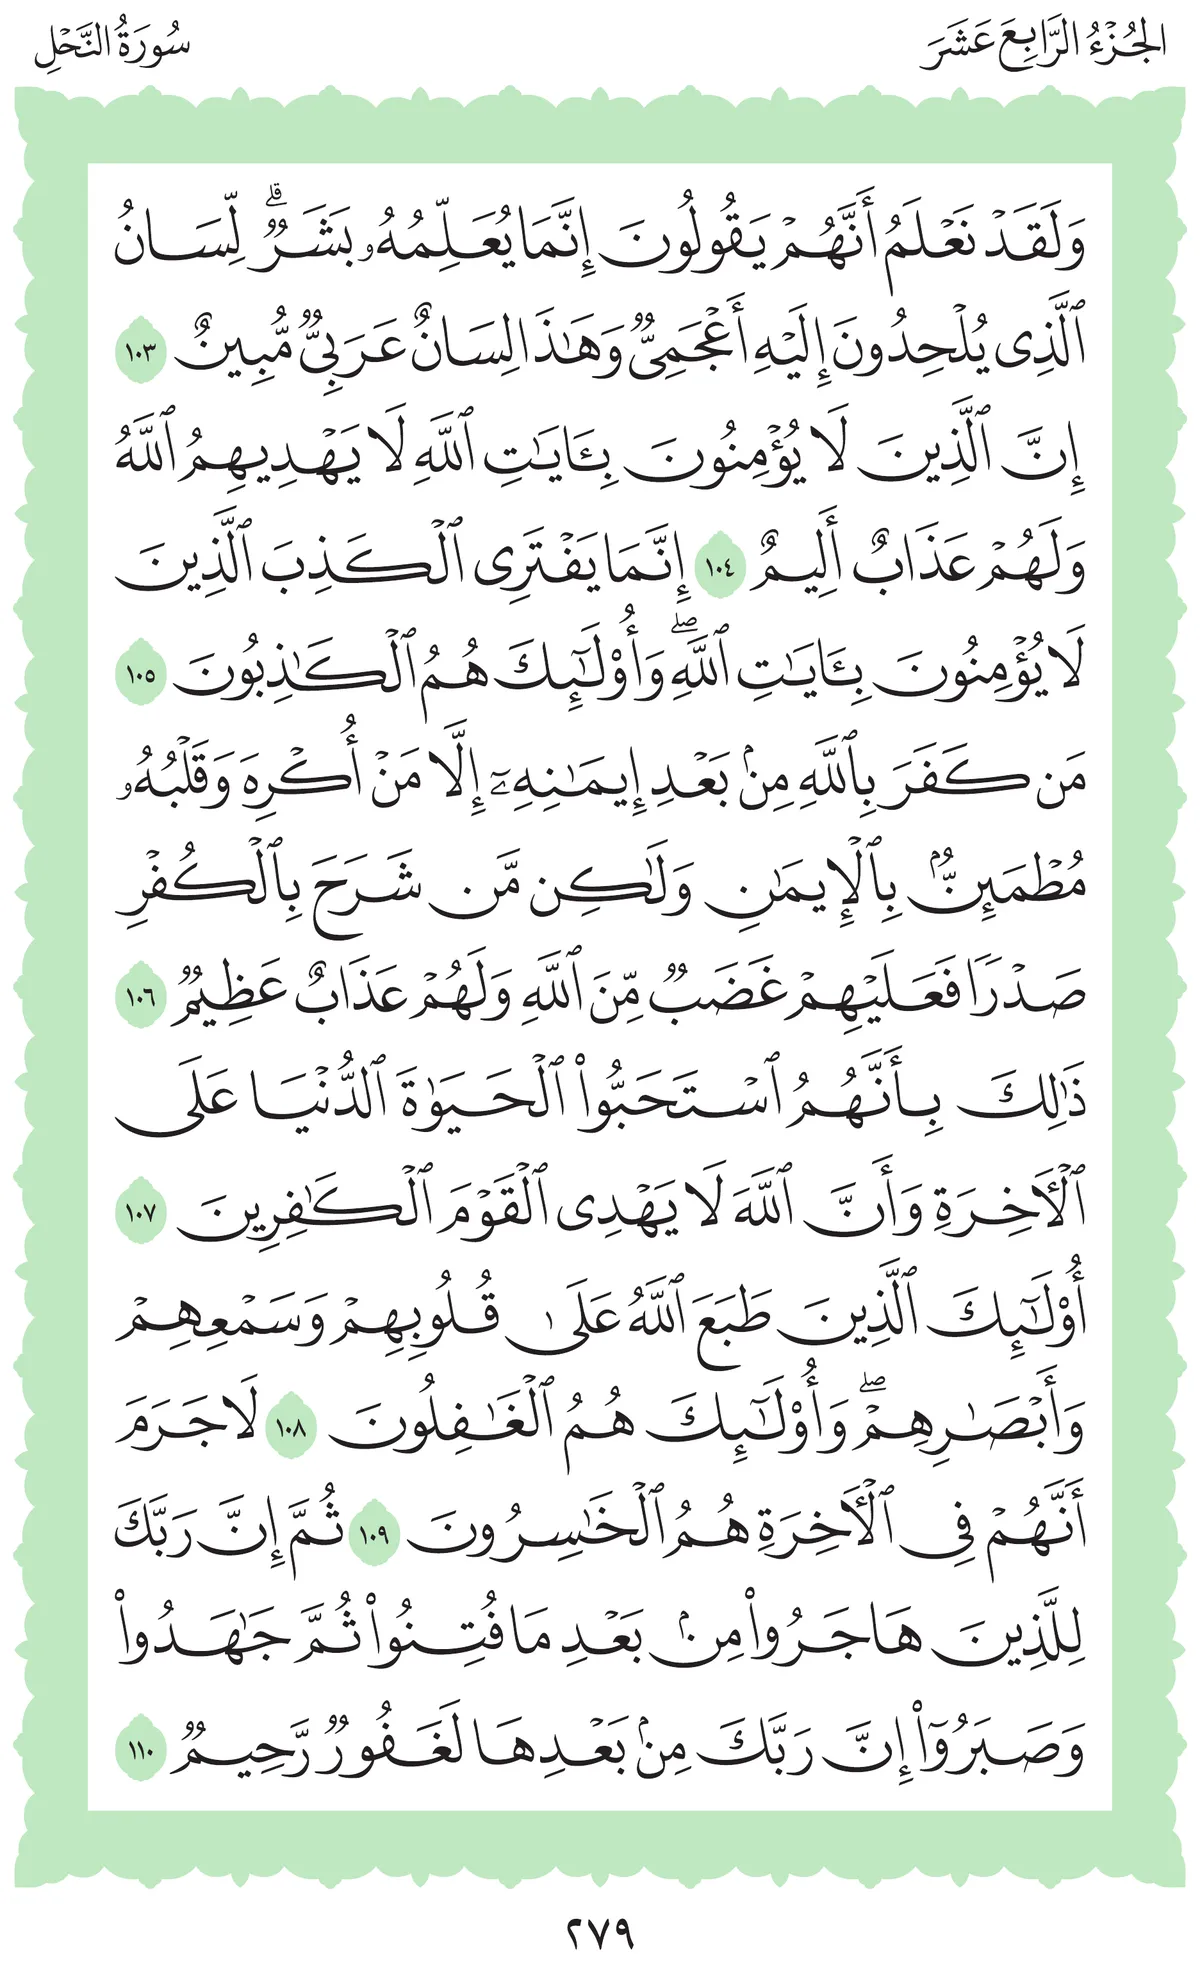 الجُزْءُ الرَّابِعَ عَشَرَ
سُورَةُ النَّحْلِ
وَلَقَدْ نَعْلَمُ أَنَّهُمْ يَقُولُونَ إِنَّمَا يُعَلِّمُهُۥ بَشَرٌۗ لِّسَانُ
ٱلَّذِى يُلْحِدُونَ إِلَيْهِ أَعْجَمِىٌّ وَهَٰذَا لِسَانٌ عَرَبِىٌّ مُّبِينٌ ١٠٣
إِنَّ ٱلَّذِينَ لَا يُؤْمِنُونَ بِـَٔايَٰتِ ٱللَّهِ لَا يَهْدِيهِمُ ٱللَّهُ
وَلَهُمْ عَذَابٌ أَلِيمٌ ١٠٤ إِنَّمَا يَفْتَرِى ٱلْكَذِبَ ٱلَّذِينَ
لَا يُؤْمِنُونَ بِـَٔايَٰتِ ٱللَّهِۖ وَأُو۟لَٰٓئِكَ هُمُ ٱلْكَٰذِبُونَ ١٠٥
مَن كَفَرَ بِٱللَّهِ مِنۢ بَعْدِ إِيمَٰنِهِۦٓ إِلَّا مَنْ أُكْرِهَ وَقَلْبُهُۥ
مُطْمَئِنٌّۢ بِٱلْإِيمَٰنِ وَلَٰكِن مَّن شَرَحَ بِٱلْكُفْرِ
صَدْرًا فَعَلَيْهِمْ غَضَبٌ مِّنَ ٱللَّهِ وَلَهُمْ عَذَابٌ عَظِيمٌ ١٠٦
ذَٰلِكَ بِأَنَّهُمُ ٱسْتَحَبُّوا۟ ٱلْحَيَوٰةَ ٱلدُّنْيَا عَلَى
ٱلْـَٔاخِرَةِ وَأَنَّ ٱللَّهَ لَا يَهْدِى ٱلْقَوْمَ ٱلْكَٰفِرِينَ ١٠٧
أُو۟لَٰٓئِكَ ٱلَّذِينَ طَبَعَ ٱللَّهُ عَلَىٰ قُلُوبِهِمْ وَسَمْعِهِمْ
وَأَبْصَٰرِهِمْۖ وَأُو۟لَٰٓئِكَ هُمُ ٱلْغَٰفِلُونَ ١٠٨ لَا جَرَمَ
أَنَّهُمْ فِى ٱلْـَٔاخِرَةِ هُمُ ٱلْخَٰسِرُونَ ١٠٩ ثُمَّ إِنَّ رَبَّكَ
لِلَّذِينَ هَاجَرُوا۟ مِنۢ بَعْدِ مَا فُتِنُوا۟ ثُمَّ جَٰهَدُوا۟
وَصَبَرُوٓا۟ إِنَّ رَبَّكَ مِنۢ بَعْدِهَا لَغَفُورٌ رَّحِيمٌ ١١٠
٢٧٩